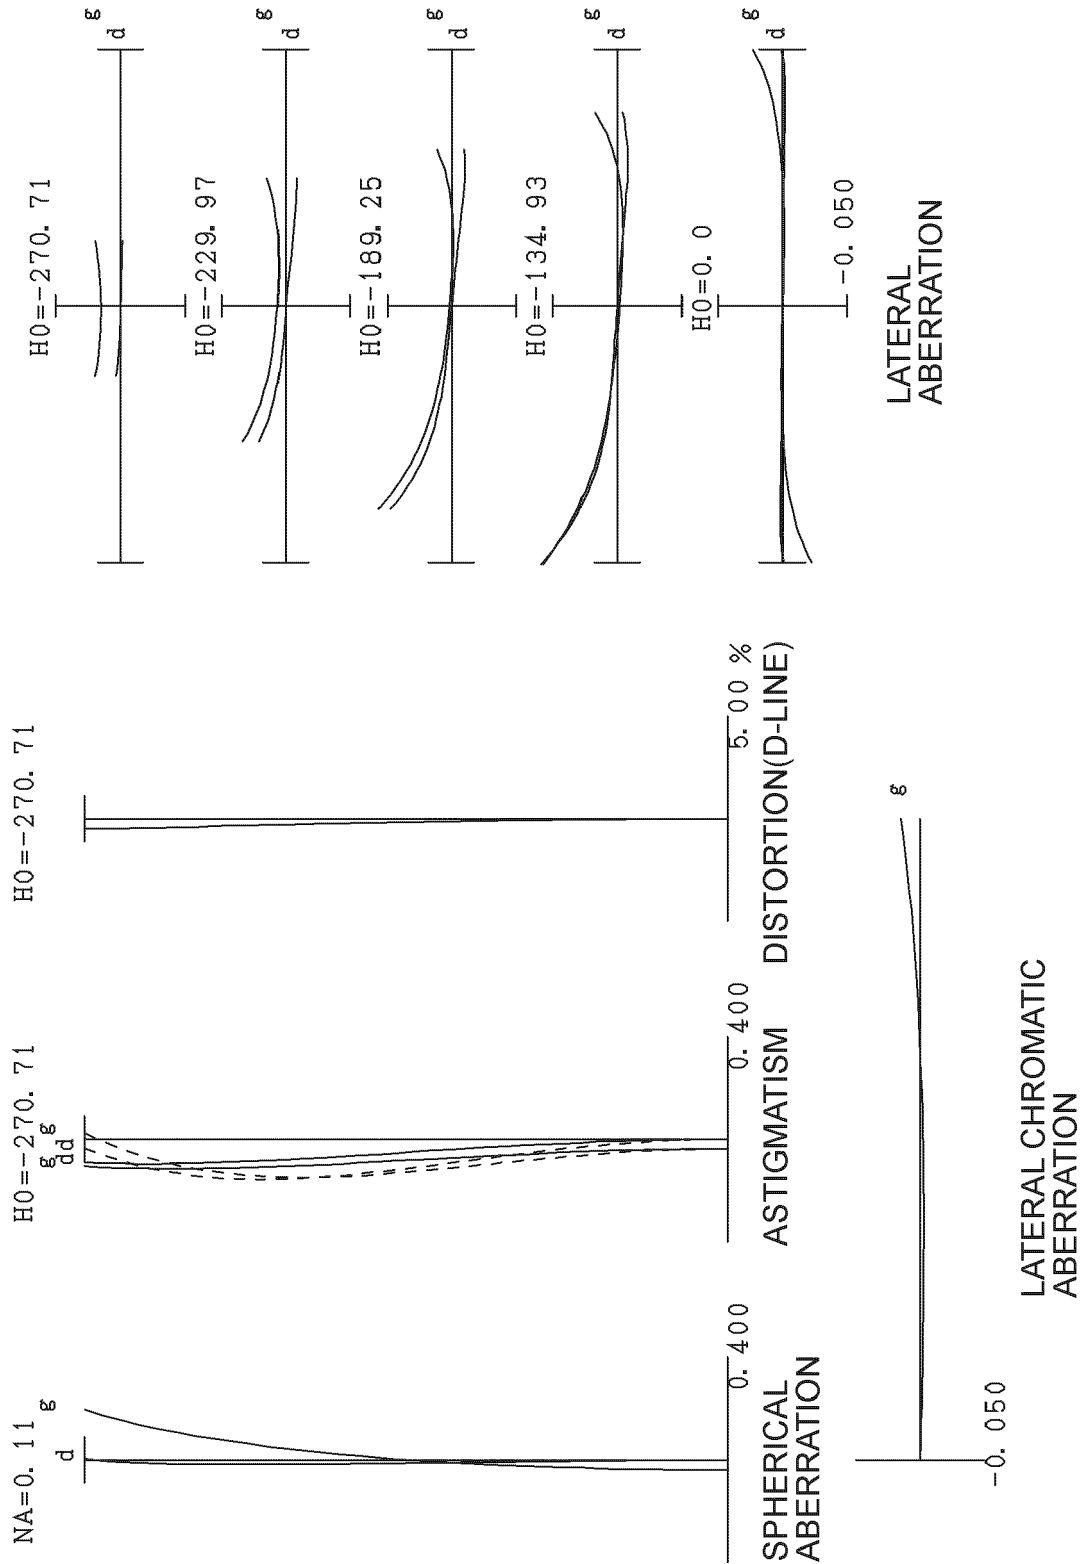 NA=0.11
d
g
0.400
SPHERICAL
ABERRATION
H0=-270.71
g
dd
g
0.400
ASTIGMATISM
H0=-270.71
5.00 %
DISTORTION(D-LINE)
g
-0.050
LATERAL CHROMATIC
ABERRATION
H0=-270.71
g
d
H0=-229.97
g
d
H0=-189.25
g
d
H0=-134.93
g
d
H0=0.0
g
d
-0.050
LATERAL
ABERRATION